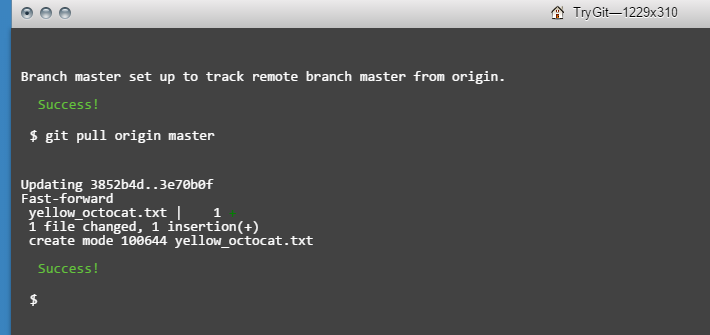 TryGit—1229x310
Branch master set up to track remote branch master from origin.
Success!
$ git pull origin master
Updating 3852b4d..3e70b0f
Fast-forward
yellow_octocat.txt |    1 +
1 file changed, 1 insertion(+)
create mode 100644 yellow_octocat.txt
Success!
$